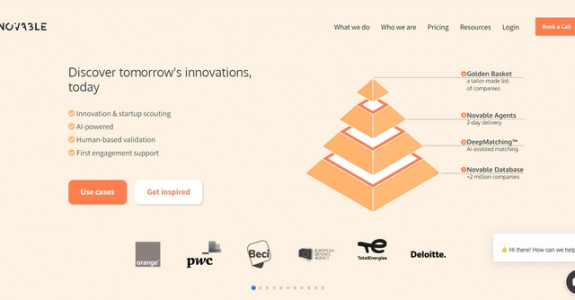 NOVABLE
What we do
Who we are
Pricing
Resources
Login
Book a Call
Discover tomorrow's innovations,
today
Innovation & startup scouting
AI-powered
Human-based validation
First engagement support
Use cases
Get inspired
Golden Basket
a tailor-made list
of companies
Novable Agents
2-day delivery
DeepMatching™
AI-assisted matching
Novable Database
+2 million companies
orange
pwc
Beci
EUROPEAN
DEFENCE
AGENCY
TotalEnergies
Deloitte.
Hi there! How can we help